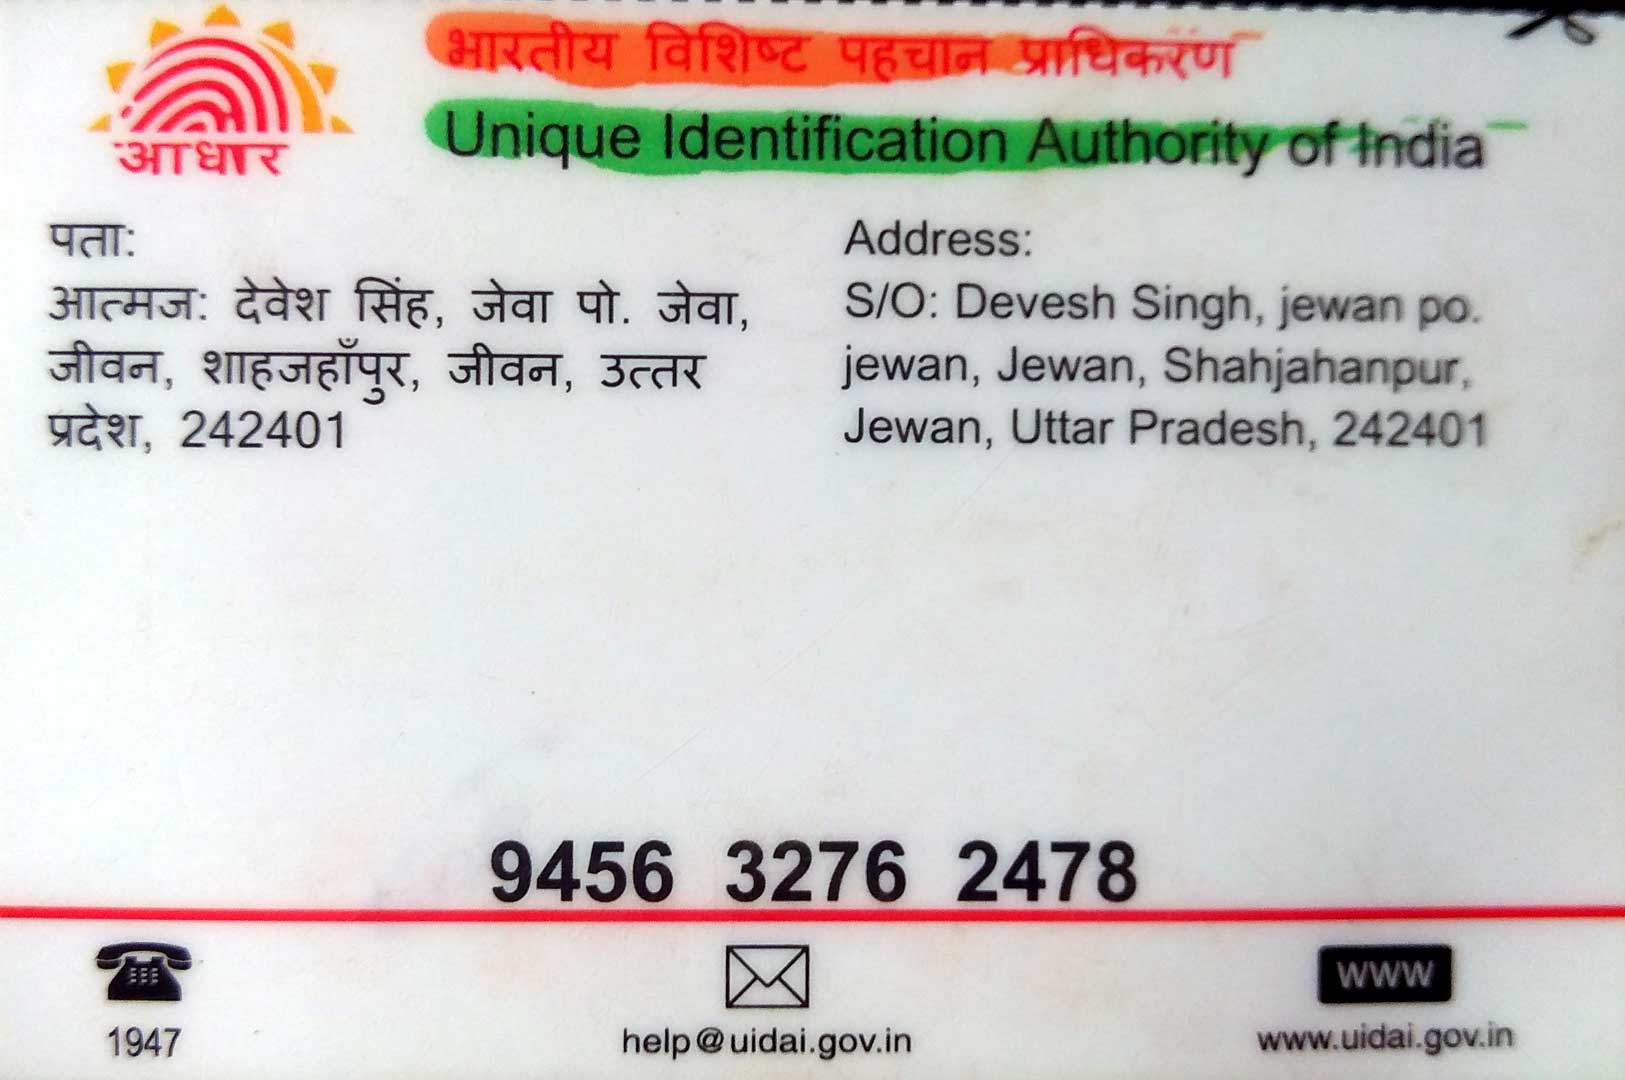 आधार
भारतीय विशिष्ट पहचान प्राधिकरण
Unique Identification Authority of India
पता:
आत्मज: देवेश सिंह, जेवा पो. जेवा,
जीवन, शाहजहाँपुर, जीवन, उत्तर
प्रदेश, 242401
Address:
S/O: Devesh Singh, jewan po.
jewan, Jewan, Shahjahanpur,
Jewan, Uttar Pradesh, 242401
9456 3276 2478
1947
help@uidai.gov.in
www
www.uidai.gov.in